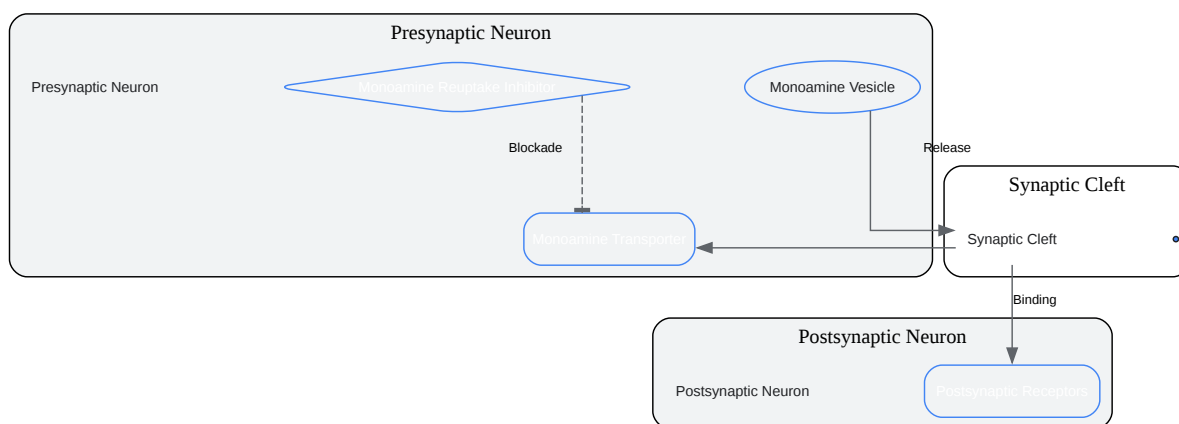 Presynaptic Neuron
Presynaptic Neuron
Monoamine Reuptake Inhibitor
Monoamine Vesicle
Blockade
Release
Synaptic Cleft
Monoamine Transporter
Synaptic Cleft
Binding
Postsynaptic Neuron
Postsynaptic Neuron
Postsynaptic Receptors